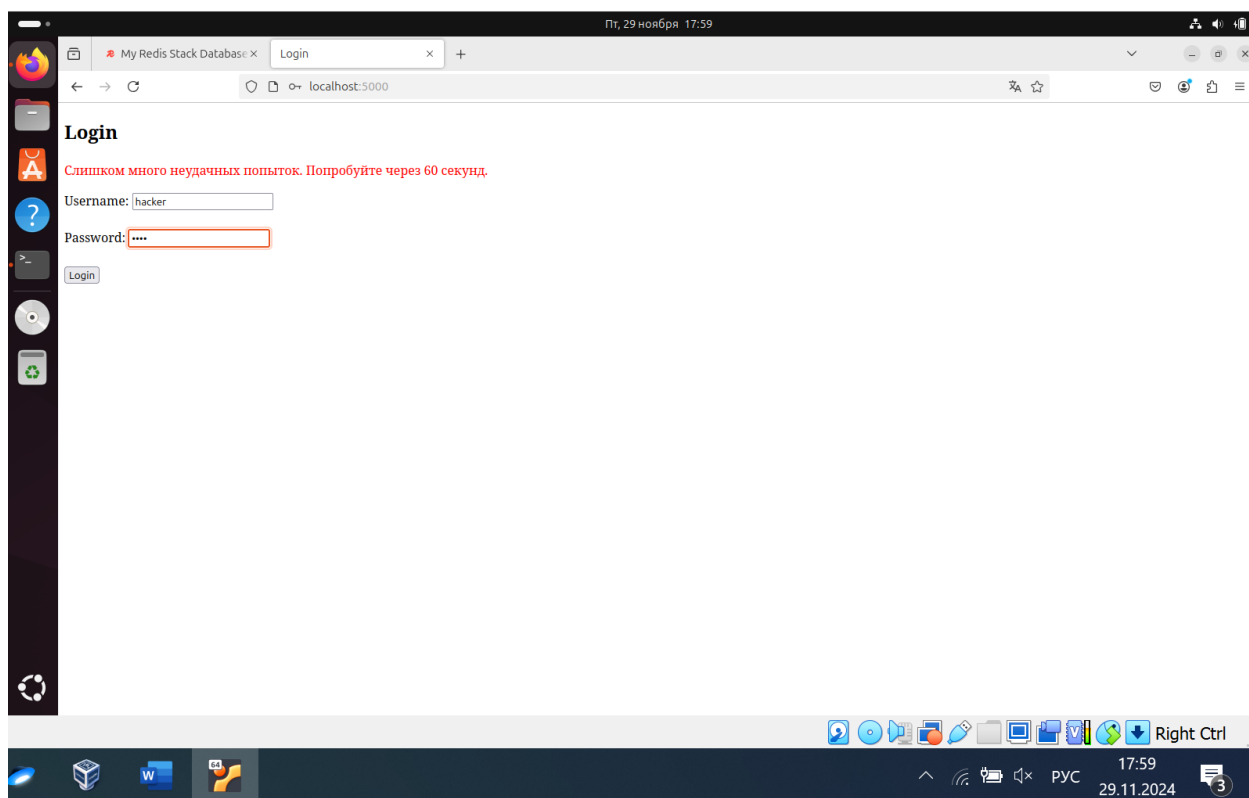 Пт, 29 ноября 17:59
My Redis Stack Database
Login
localhost:5000
Login
Слишком много неудачных попыток. Попробуйте через 60 секунд.
Username: hacker
Password: ••••
Login
Right Ctrl
64
W
РУС
17:59
29.11.2024
3